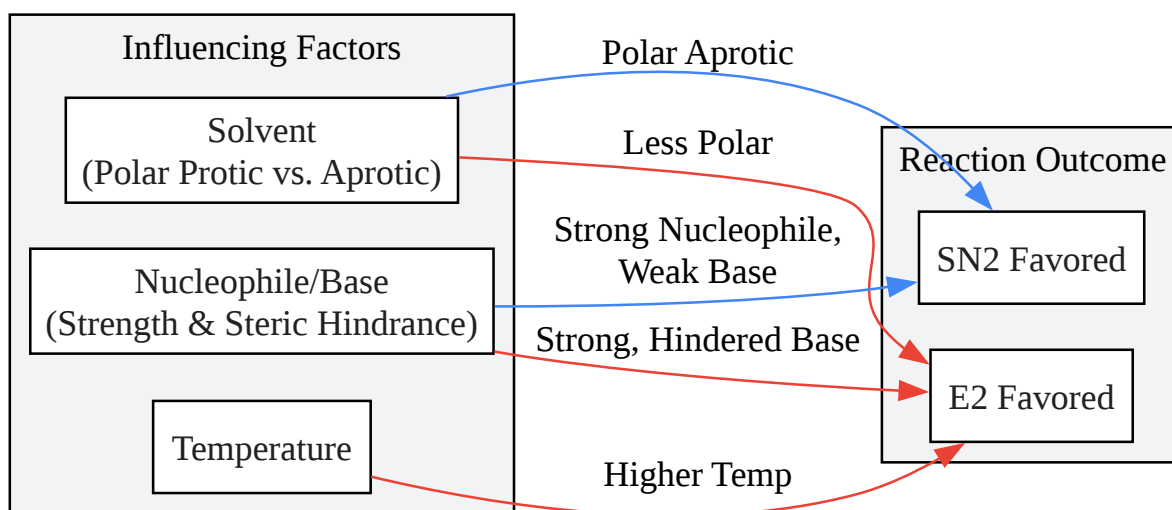 Influencing Factors
Solvent
(Polar Protic vs. Aprotic)
Nucleophile/Base
(Strength & Steric Hindrance)
Temperature
Polar Aprotic
Less Polar
Strong Nucleophile,
Weak Base
Strong, Hindered Base
Higher Temp
Reaction Outcome
SN2 Favored
E2 Favored